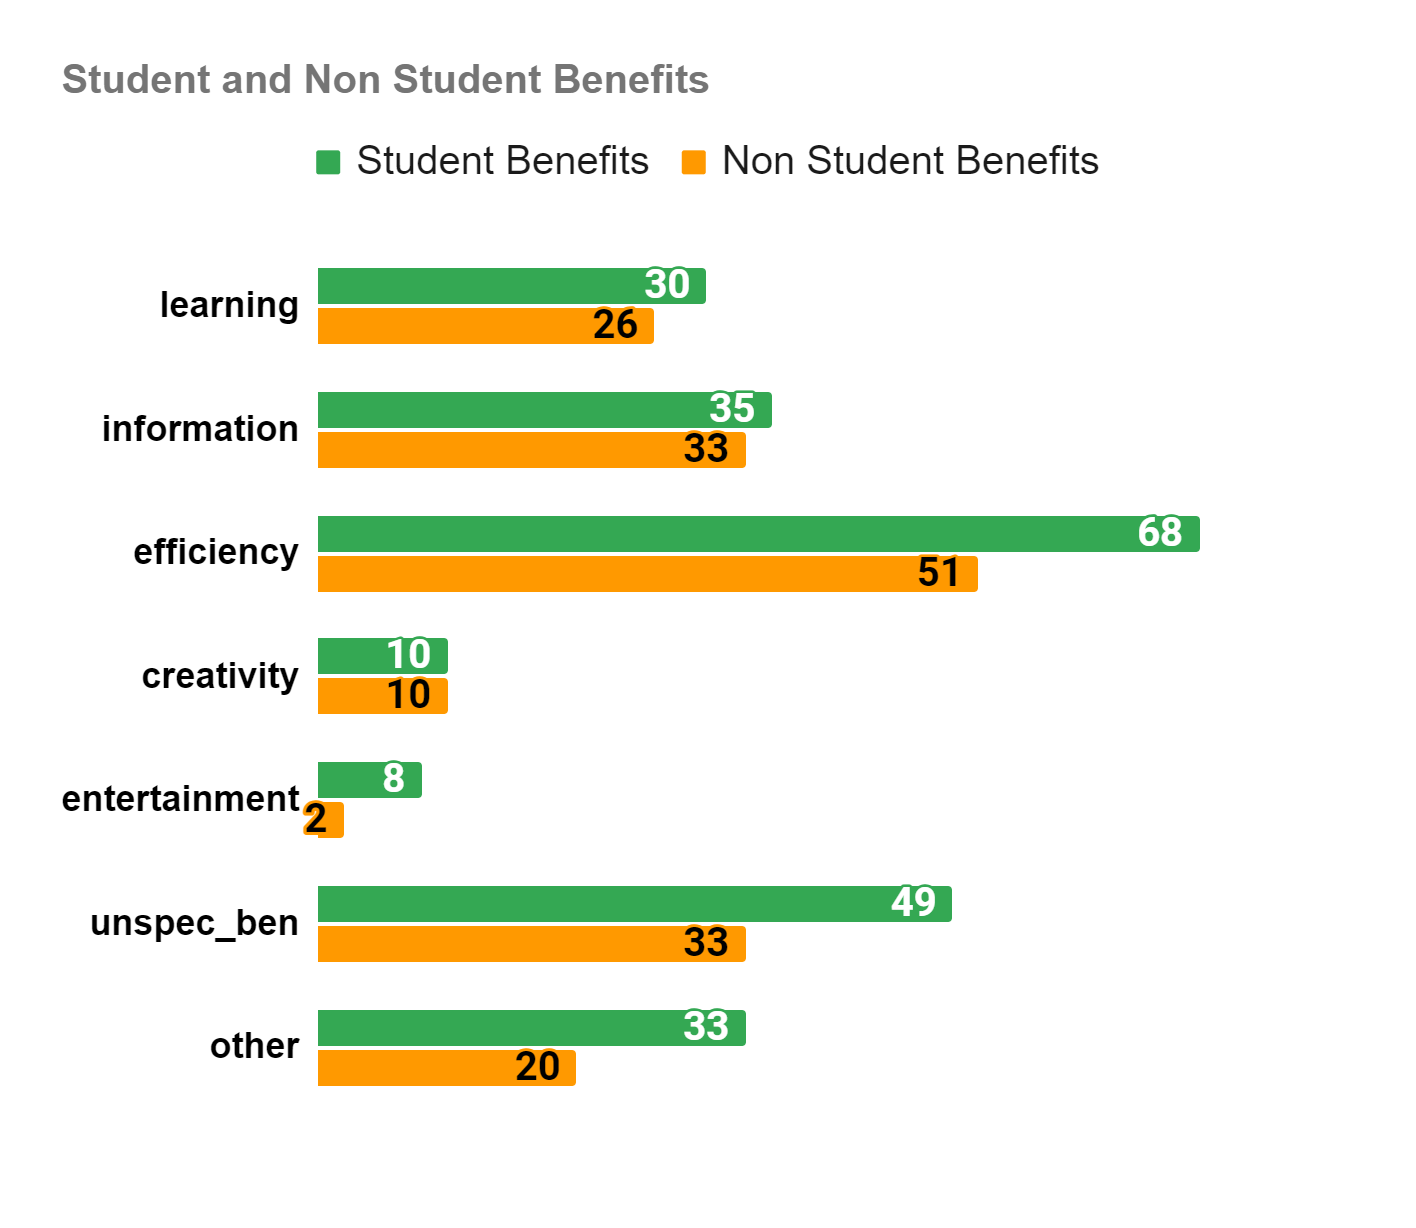 Student and Non Student Benefits
Student Benefits Non Student Benefits
learning 30
26
information 35
33
efficiency 68
51
creativity 10
10
entertainment 8
2
unspec_ben 49
33
other 33
20